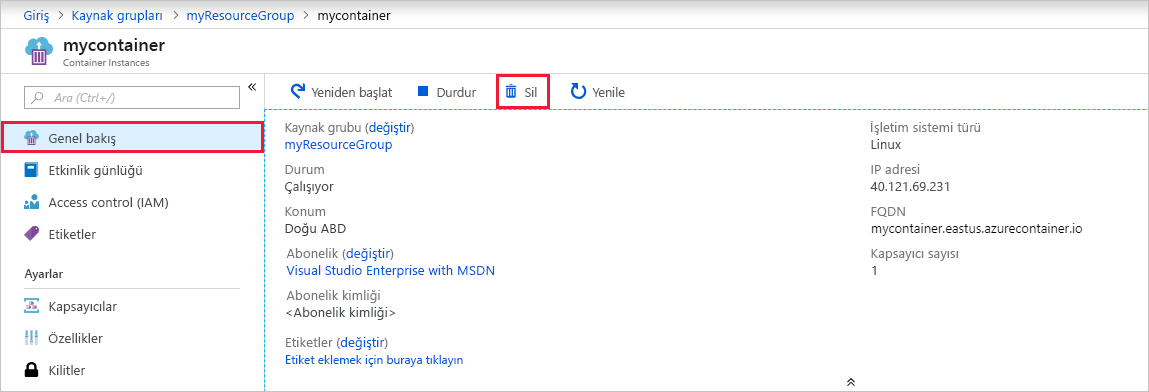 Giriş > Kaynak grupları > myResourceGroup > mycontainer
mycontainer
Container Instances
Ara (Ctrl+/)
Genel bakış
Etkinlik günlüğü
Access control (IAM)
Etiketler
Ayarlar
Kapsayıcılar
Özellikler
Kilitler
Yeniden başlat Durdur Sil Yenile
Kaynak grubu (değiştir)
myResourceGroup
Durum
Çalışıyor
Konum
Doğu ABD
Abonelik (değiştir)
Visual Studio Enterprise with MSDN
Abonelik kimliği
<Abonelik kimliği>
Etiketler (değiştir)
Etiket eklemek için buraya tıklayın
İşletim sistemi türü
Linux
IP adresi
40.121.69.231
FQDN
mycontainer.eastus.azurecontainer.io
Kapsayıcı sayısı
1